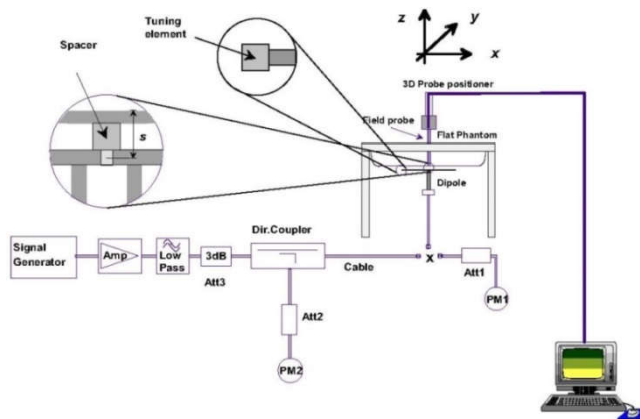 Tuning
element
Spacer
s
z
y
x
3D Probe positioner
Field probe
Flat Phantom
Dipole
Signal
Generator
Amp
Low
Pass
3dB
Att3
Dir.Coupler
Cable
x
Att1
PM1
Att2
PM2